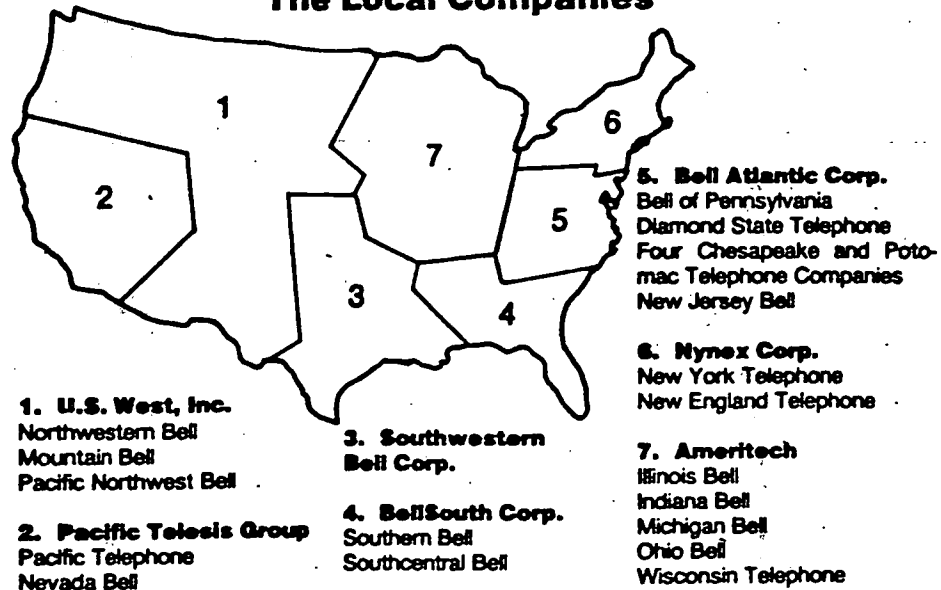 The Local Companies
1
2
3
4
5
6
7
1. U.S. West, Inc.
Northwestern Bell
Mountain Bell
Pacific Northwest Bell
2. Pacific Telesis Group
Pacific Telephone
Nevada Bell
3. Southwestern
Bell Corp.
4. BellSouth Corp.
Southern Bell
Southcentral Bell
5. Bell Atlantic Corp.
Bell of Pennsylvania
Diamond State Telephone
Four Chesapeake and Poto-
mac Telephone Companies
New Jersey Bell
6. Nynex Corp.
New York Telephone
New England Telephone
7. Ameritech
Illinois Bell
Indiana Bell
Michigan Bell
Ohio Bell
Wisconsin Telephone